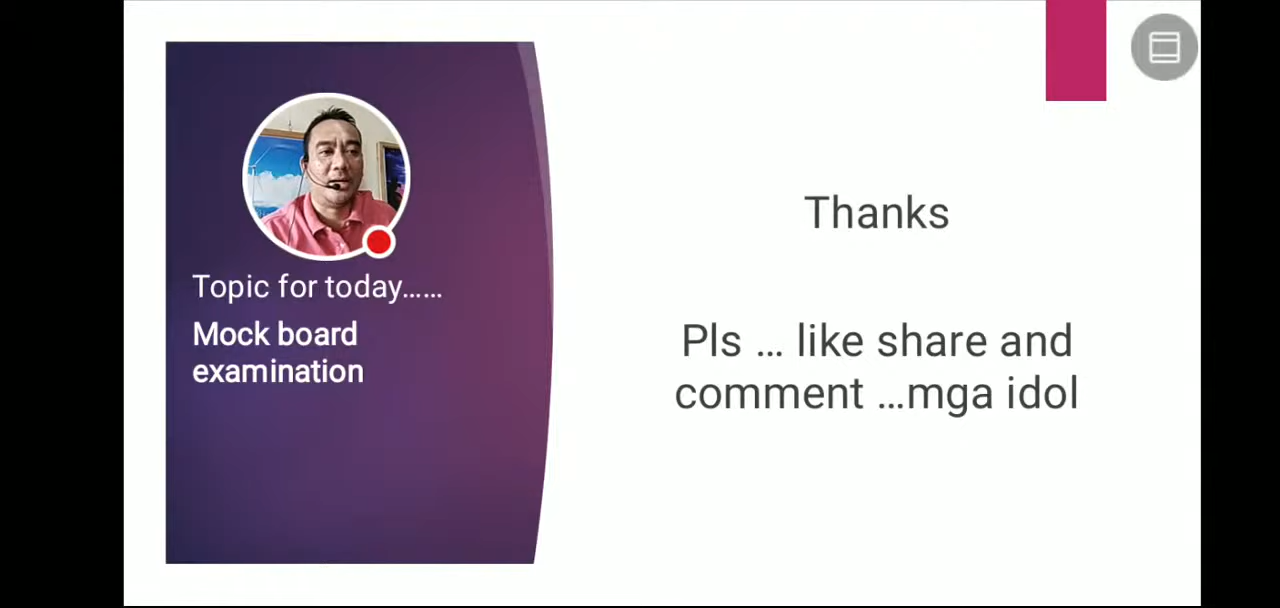 Topic for today……
Mock board
examination
Thanks
Pls … like share and
comment …mga idol